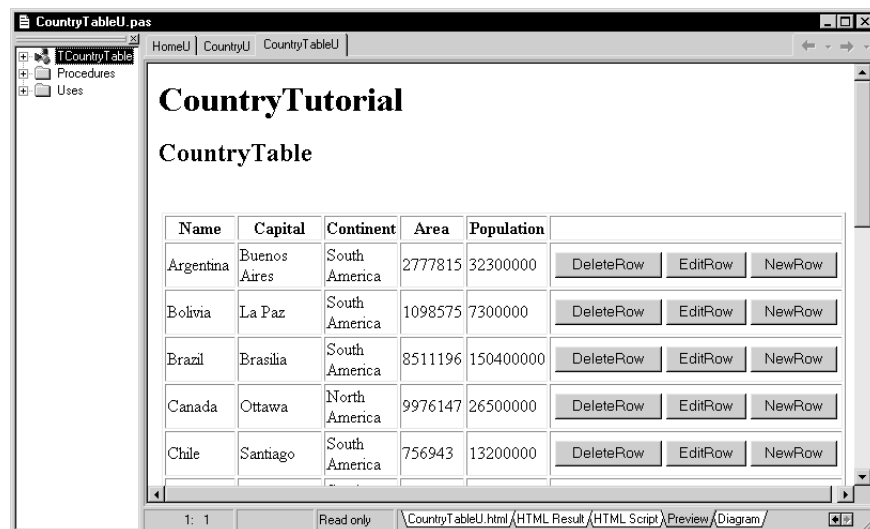 CountryTableU.pas
TCountryTable
Procedures
Uses
HomeU CountryU CountryTableU
CountryTutorial
CountryTable
Name Capital Continent Area Population
Argentina Buenos Aires South America 2777815 32300000 DeleteRow EditRow NewRow
Bolivia La Paz South America 1098575 7300000 DeleteRow EditRow NewRow
Brazil Brasilia South America 8511196 150400000 DeleteRow EditRow NewRow
Canada Ottawa North America 9976147 26500000 DeleteRow EditRow NewRow
Chile Santiago South America 756943 13200000 DeleteRow EditRow NewRow
1: 1 Read only CountryTableU.html HTML Result HTML Script Preview Diagram